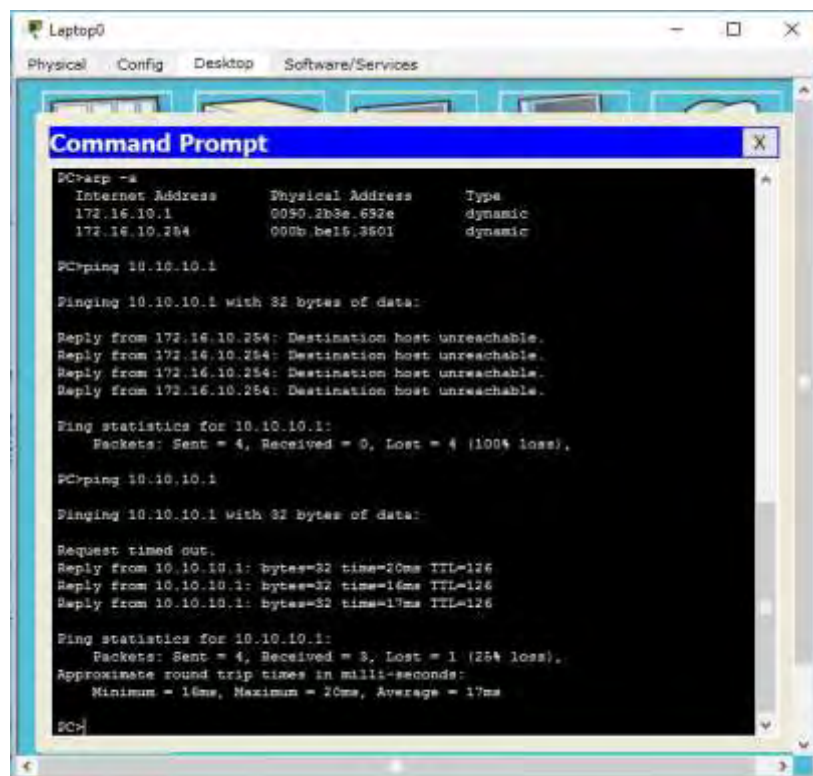 Laptop0
Physical Config Desktop Software/Services
Command Prompt X
PC>arp -a
Internet Address Physical Address Type
172.16.10.1 0090.2b3e.692e dynamic
172.16.10.254 000b.be15.3501 dynamic
PC>ping 10.10.10.1
Pinging 10.10.10.1 with 32 bytes of data:
Reply from 172.16.10.254: Destination host unreachable.
Reply from 172.16.10.254: Destination host unreachable.
Reply from 172.16.10.254: Destination host unreachable.
Reply from 172.16.10.254: Destination host unreachable.
Ping statistics for 10.10.10.1:
Packets: Sent = 4, Received = 0, Lost = 4 (100% loss),
PC>ping 10.10.10.1
Pinging 10.10.10.1 with 32 bytes of data:
Request timed out.
Reply from 10.10.10.1: bytes=32 time=20ms TTL=126
Reply from 10.10.10.1: bytes=32 time=16ms TTL=126
Reply from 10.10.10.1: bytes=32 time=17ms TTL=126
Ping statistics for 10.10.10.1:
Packets: Sent = 4, Received = 3, Lost = 1 (25% loss),
Approximate round trip times in milli-seconds:
Minimum = 16ms, Maximum = 20ms, Average = 17ms
PC>